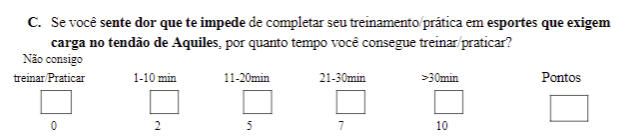 C. Se você sente dor que te impede de completar seu treinamento/prática em esportes que exigem
carga no tendão de Aquiles, por quanto tempo você consegue treinar/praticar?
Não consigo
treinar/Praticar 1-10 min 11-20min 21-30min >30min Pontos
0 2 5 7 10